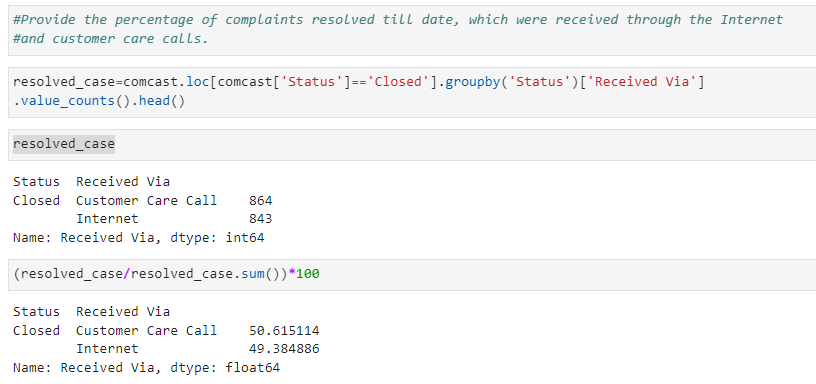 #Provide the percentage of complaints resolved till date, which were received through the Internet
#and customer care calls.
resolved_case=comcast.loc[comcast['Status']=='Closed'].groupby('Status')['Received Via']
.value_counts().head()
resolved_case
Status  Received Via
Closed  Customer Care Call    864
        Internet              843
Name: Received Via, dtype: int64
(resolved_case/resolved_case.sum())*100
Status  Received Via
Closed  Customer Care Call    50.615114
        Internet              49.384886
Name: Received Via, dtype: float64